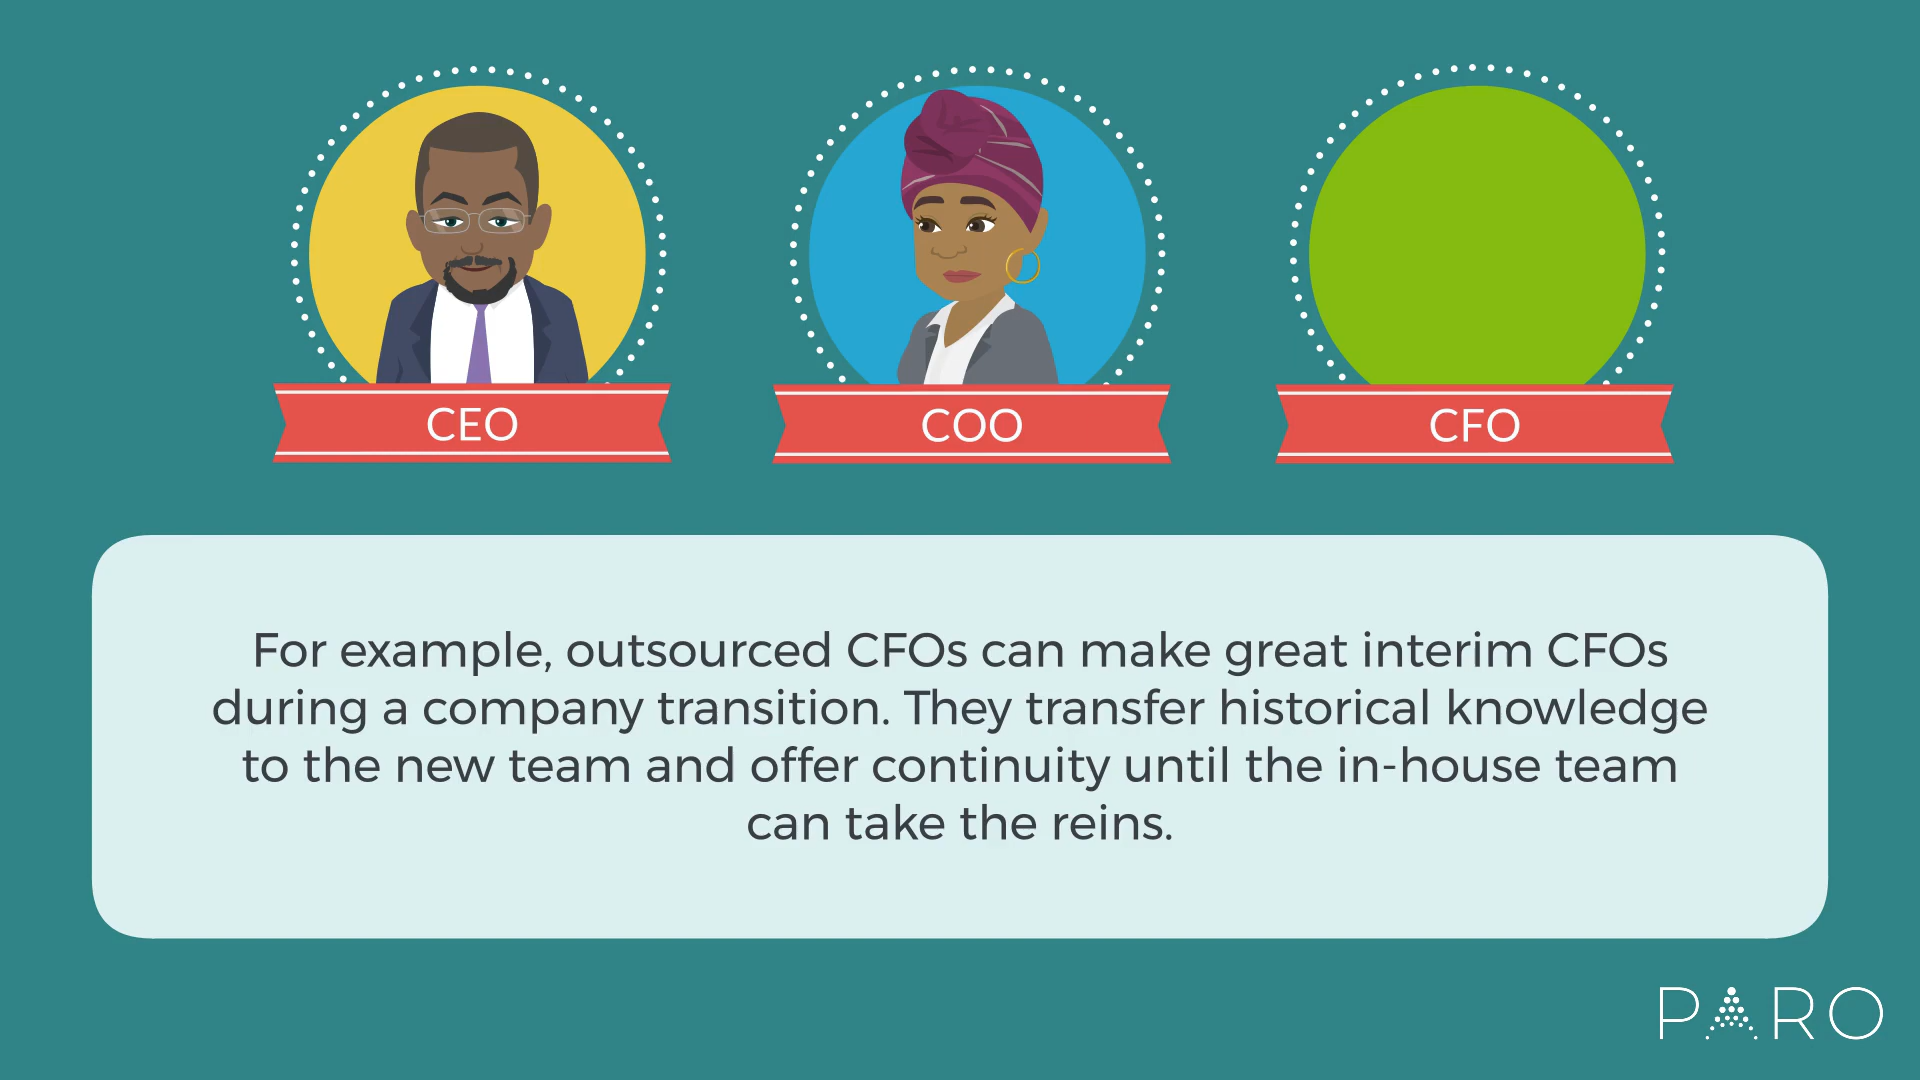 CEO
COO
CFO
For example, outsourced CFOs can make great interim CFOs
during a company transition. They transfer historical knowledge
to the new team and offer continuity until the in-house team
can take the reins.
PARO